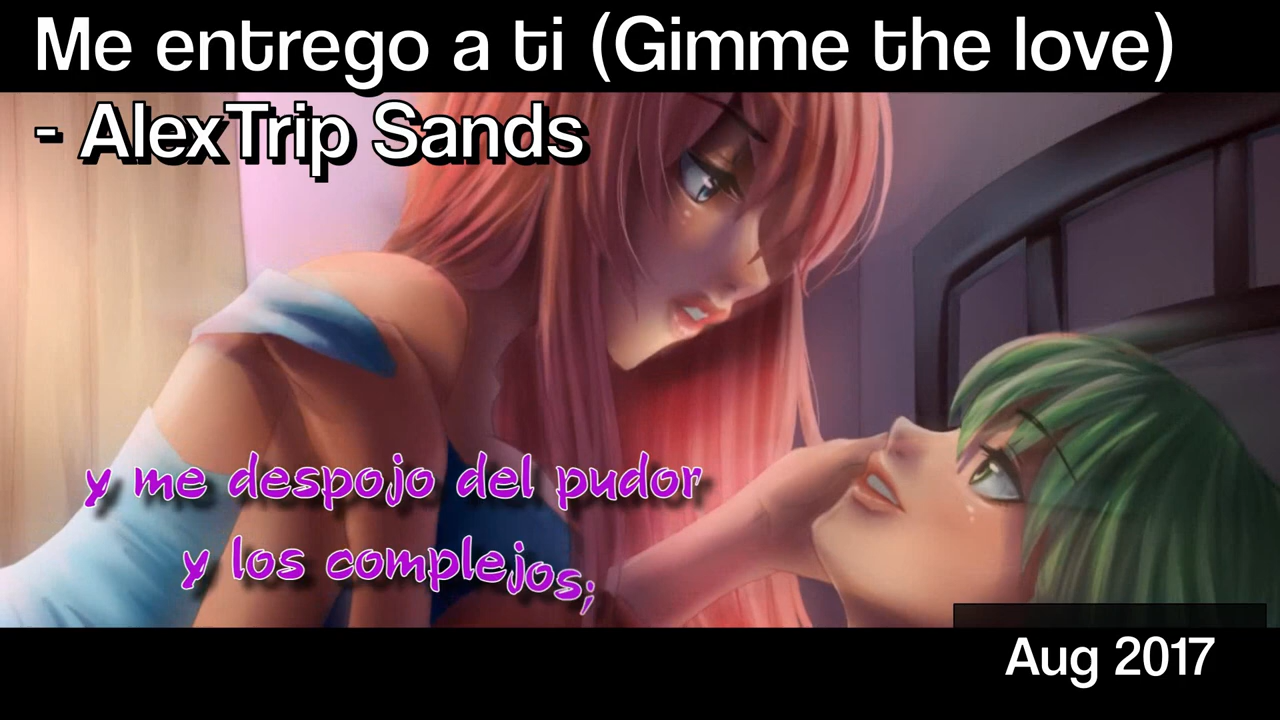 Me entrego a ti (Gimme the love)
- AlexTrip Sands
y me despojo del pudor
y los complejos;
Aug 2017